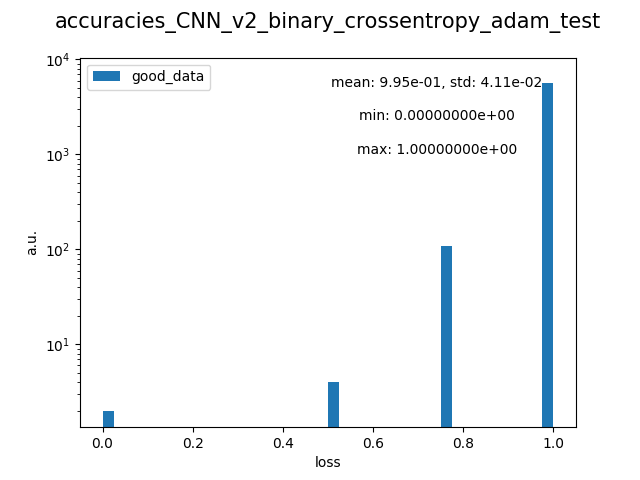 accuracies_CNN_v2_binary_crossentropy_adam_test
good_data
mean: 9.95e-01, std: 4.11e-02
min: 0.00000000e+00
max: 1.00000000e+00
10^4
10^3
10^2
10^1
a.u.
0.0 0.2 0.4 0.6 0.8 1.0
loss